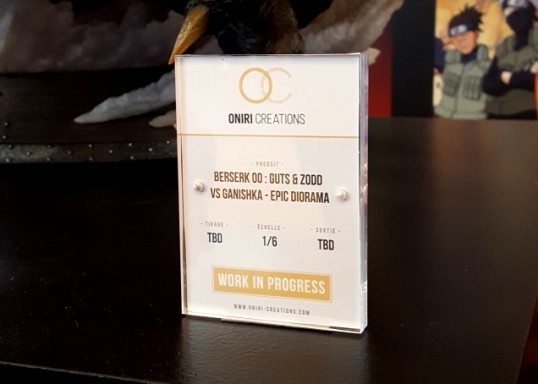 OC
ONIRI CREATIONS
- PRODUIT -
BERSERK 00 : GUTS & ZODD
VS GANISHKA - EPIC DIORAMA
- TIRAGE - - ECHELLE - - SORTIE -
TBD 1/6 TBD
WORK IN PROGRESS
WWW.ONIRI-CREATIONS.COM